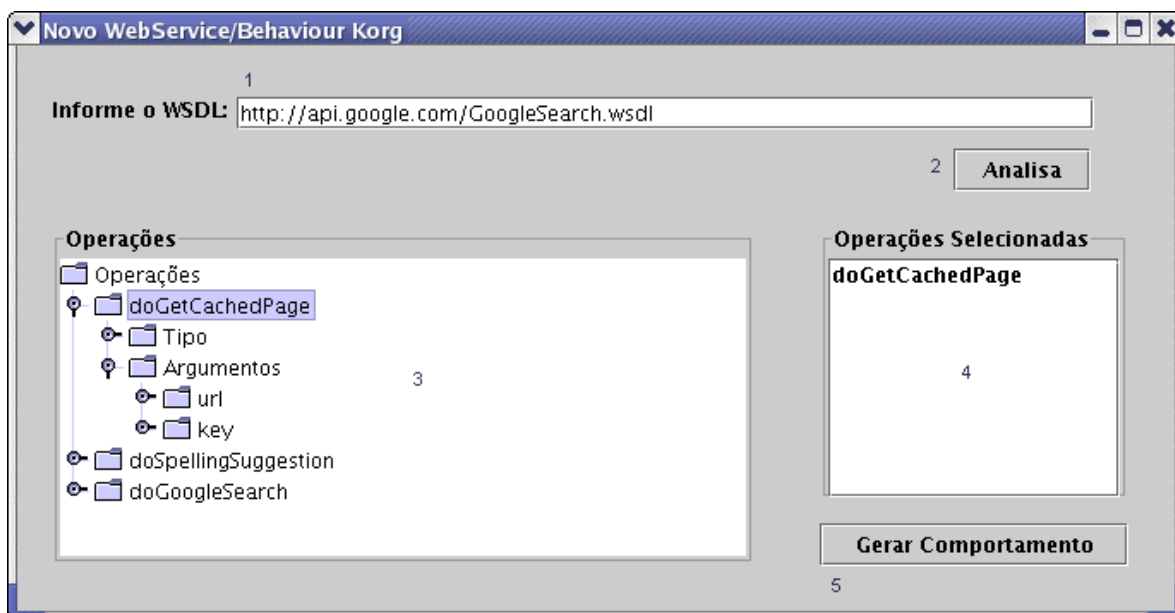 Novo WebService/Behaviour Korg
1
Informe o WSDL: http://api.google.com/GoogleSearch.wsdl
2 Analisa
Operações
Operações
doGetCachedPage
Tipo
Argumentos
url
key
doSpellingSuggestion
doGoogleSearch
3
Operações Selecionadas
doGetCachedPage
4
Gerar Comportamento
5